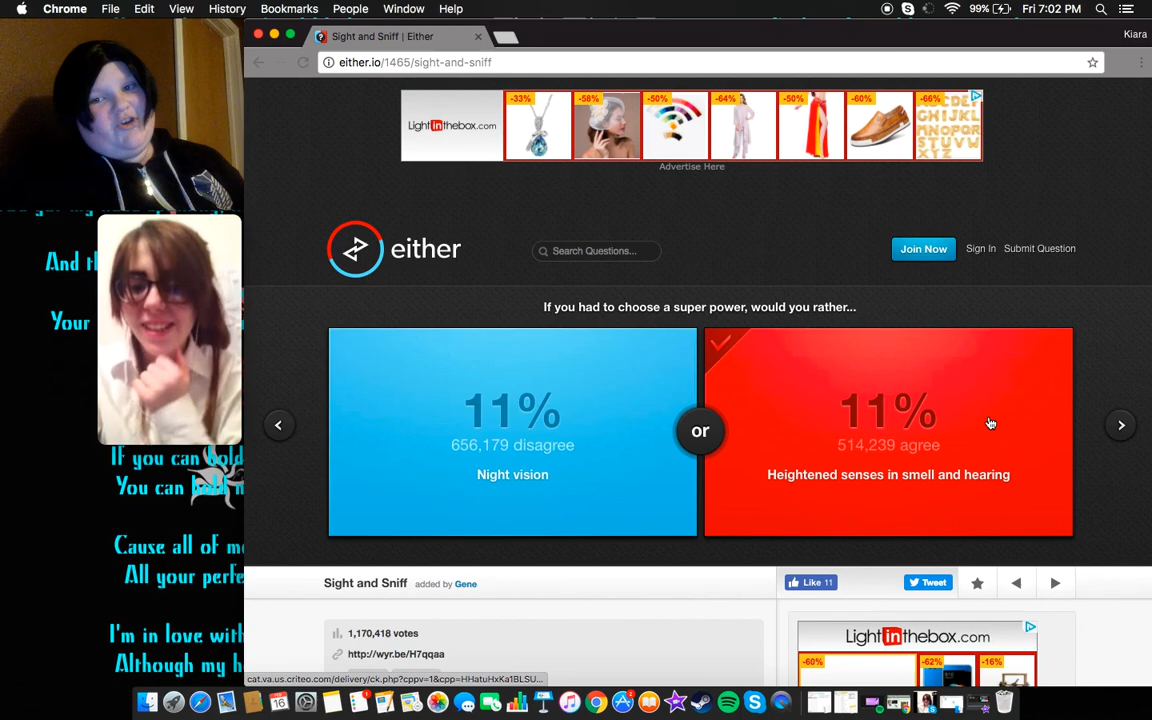 Chrome File Edit View History Bookmarks People Window Help
99% Fri 7:02 PM
Sight and Sniff | Either
Kiara
either.io/1465/sight-and-sniff
Lightinthebox.com
-33% -58% -50% -64% -50% -60% -66%
Advertise Here
either
Search Questions...
Join Now Sign In Submit Question
If you had to choose a super power, would you rather...
11%
656,179 disagree
Night vision
or
11%
514,239 agree
Heightened senses in smell and hearing
Sight and Sniff added by Gene
Like 11
Tweet
1,170,418 votes
http://wyr.be/H7qqaa
Lightinthebox.com
-60% -62% -16%
cat.va.us.criteo.com/delivery/ck.php?cppv=1&cpp=HHatuHxKa1BLSU...
And th
Your
If you can hold
You can hold m
Cause all of me
All your perfe
I'm in love with
Although my he